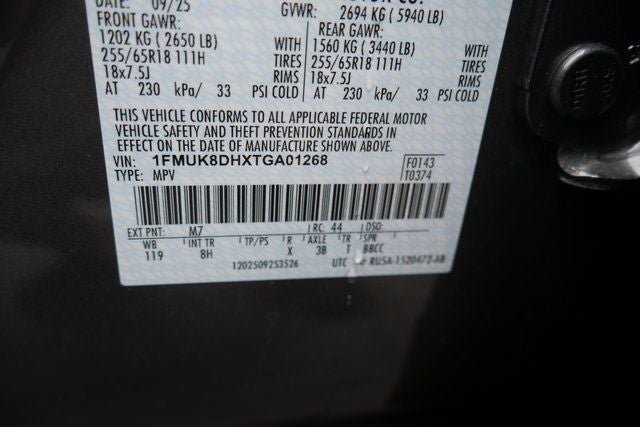 DATE: 09/25
GVWR: 2694 KG ( 5940 LB)
FRONT GAWR:
REAR GAWR:
1202 KG ( 2650 LB) WITH 1560 KG ( 3440 LB) WITH
255/65R18 111H TIRES 255/65R18 111H TIRES
18x7.5J RIMS 18x7.5J RIMS
AT 230 kPa/ 33 PSI COLD AT 230 kPa/ 33 PSI COLD
THIS VEHICLE CONFORMS TO ALL APPLICABLE FEDERAL MOTOR
VEHICLE SAFETY AND THEFT PREVENTION STANDARDS IN
EFFECT ON THE DATE OF MANUFACTURE SHOWN ABOVE.
VIN: 1FMUK8DHXTGA01268 F0143
TYPE: MPV T0374
EXT PNT: M7 RC: 44 DSO:
WB INT TR TP/PS R AXLE TR SPR
119 8H X 3B T BBCC
1202509253526 UTC RU5A-1520472-AB